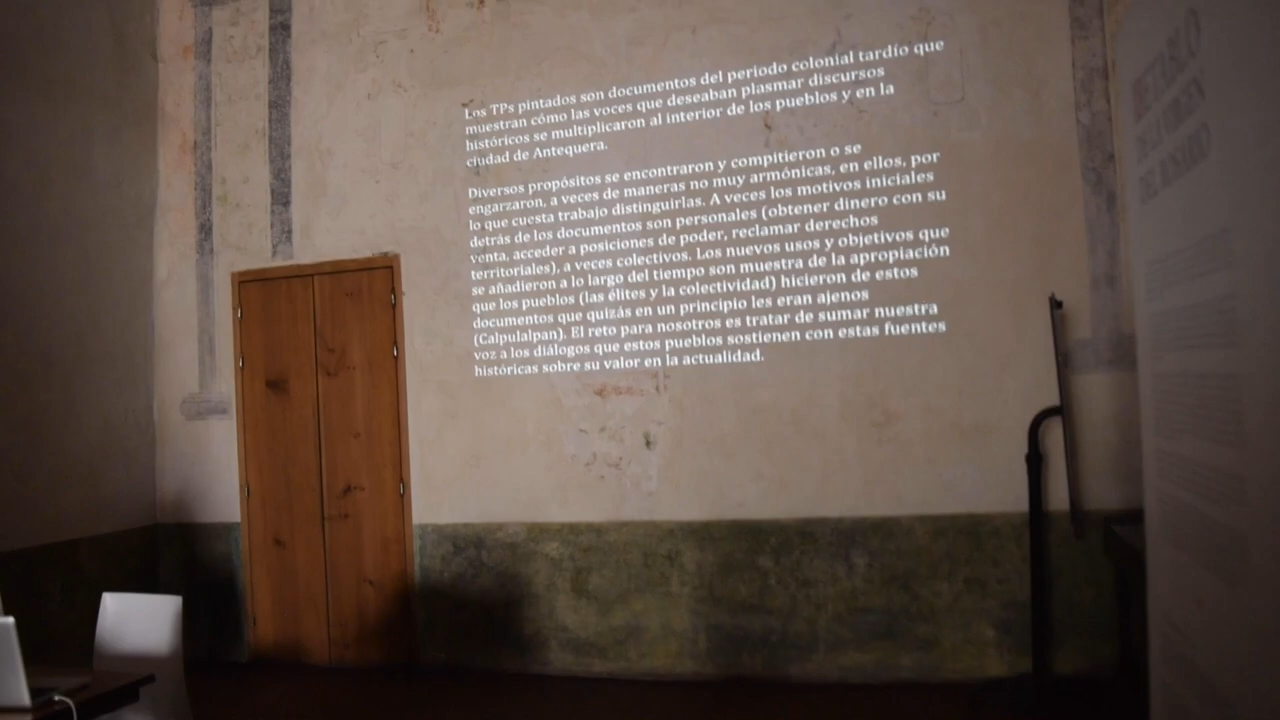 Los TPs pintados son documentos del periodo colonial tardío que
muestran cómo las voces que deseaban plasmar discursos
históricos se multiplicaron al interior de los pueblos y en la
ciudad de Antequera.
Diversos propósitos se encontraron y compitieron o se
engarzaron, a veces de maneras no muy armónicas, en ellos, por
lo que cuesta trabajo distinguirlas. A veces los motivos iniciales
detrás de los documentos son personales (obtener dinero con su
venta, acceder a posiciones de poder, reclamar derechos
territoriales), a veces colectivos. Los nuevos usos y objetivos que
se añadieron a lo largo del tiempo son muestra de la apropiación
que los pueblos (las élites y la colectividad) hicieron de estos
documentos que quizás en un principio les eran ajenos
(Calpulalpan). El reto para nosotros es tratar de sumar nuestra
voz a los diálogos que estos pueblos sostienen con estas fuentes
históricas sobre su valor en la actualidad.
RETABLO
DE LA VIRGEN
DEL ROSARIO